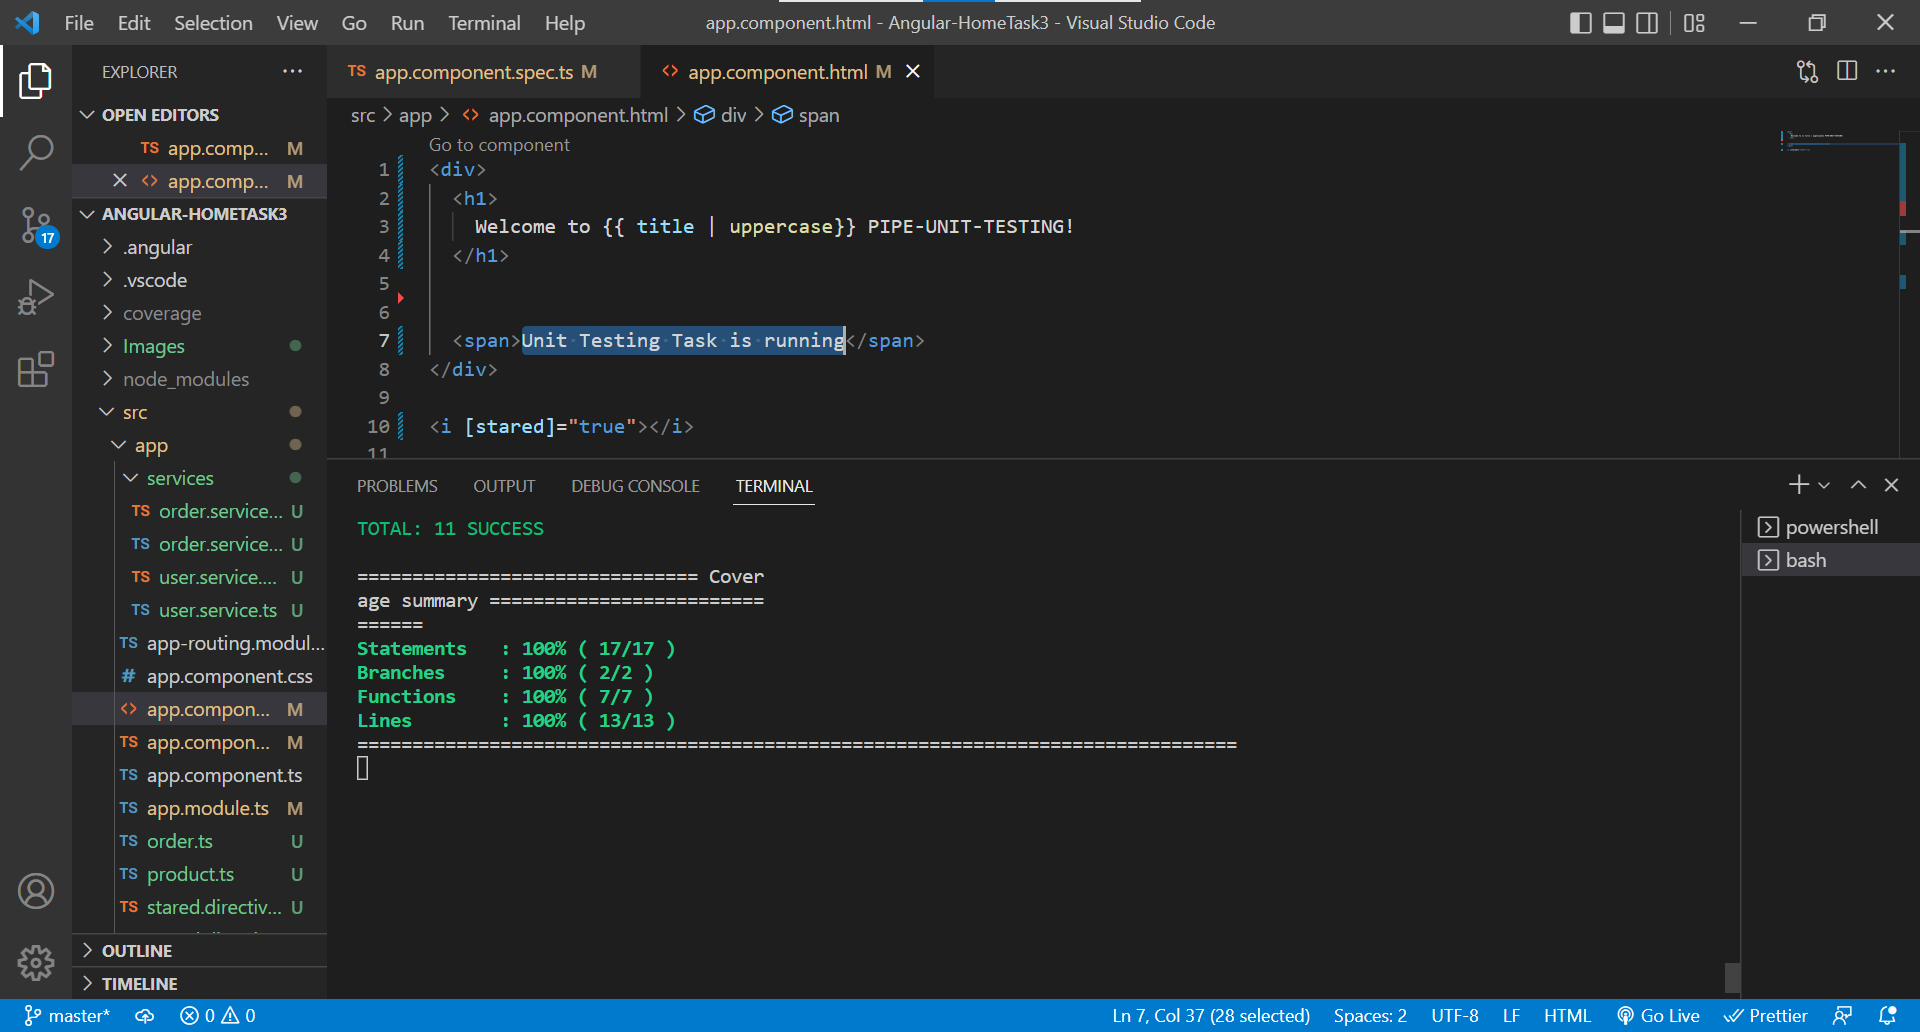 File Edit Selection View Go Run Terminal Help
app.component.html - Angular-HomeTask3 - Visual Studio Code
EXPLORER
OPEN EDITORS
TS app.comp... M
<> app.comp... M
ANGULAR-HOMETASK3
.angular
.vscode
coverage
Images
node_modules
src
app
services
TS order.service... U
TS order.service... U
TS user.service.... U
TS user.service.ts U
TS app-routing.modul...
# app.component.css
<> app.compon... M
TS app.compon... M
TS app.component.ts
TS app.module.ts M
TS order.ts U
TS product.ts U
TS stared.directiv... U
OUTLINE
TIMELINE
17
TS app.component.spec.ts M
<> app.component.html M
src > app > <> app.component.html > div > span
Go to component
1 <div>
2 <h1>
3 Welcome to {{ title | uppercase}} PIPE-UNIT-TESTING!
4 </h1>
5
6
7 <span>Unit Testing Task is running</span>
8 </div>
9
10 <i [stared]="true"></i>
11
PROBLEMS OUTPUT DEBUG CONSOLE TERMINAL
TOTAL: 11 SUCCESS
=============================== Cover
age summary =========================
======
Statements : 100% ( 17/17 )
Branches : 100% ( 2/2 )
Functions : 100% ( 7/7 )
Lines : 100% ( 13/13 )
================================================================================
powershell
bash
master* 0 0
Ln 7, Col 37 (28 selected) Spaces: 2 UTF-8 LF HTML Go Live Prettier